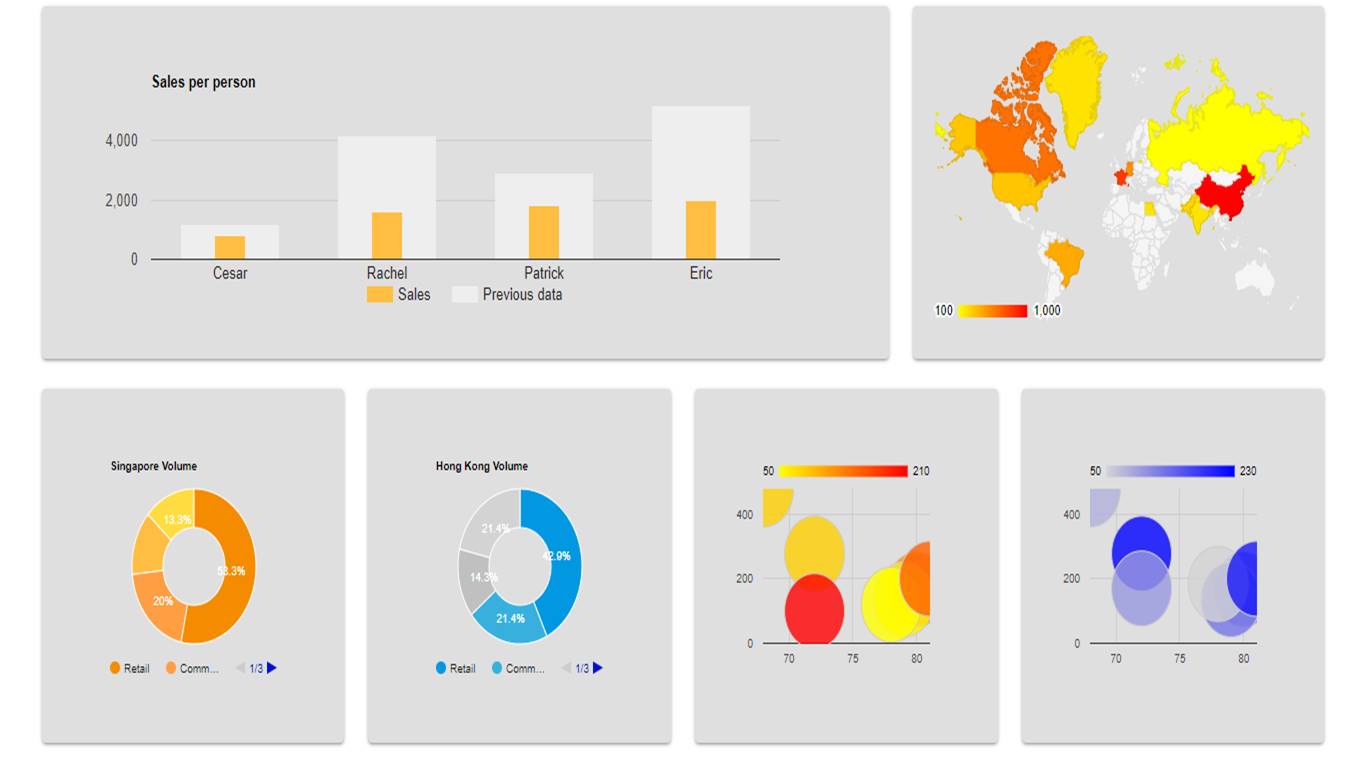 Sales per person
4,000
2,000
0
Cesar Rachel Patrick Eric
Sales Previous data
100 1,000
Singapore Volume
13.3%
53.3%
20%
Retail Comm... 1/3
Hong Kong Volume
21.4%
42.9%
14.3%
21.4%
Retail Comm... 1/3
50 210
400
200
0
70 75 80
50 230
400
200
0
70 75 80